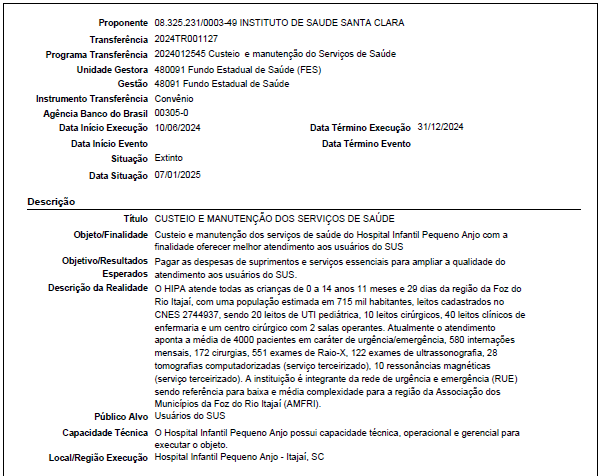 Proponente 08.325.231/0003-49 INSTITUTO DE SAUDE SANTA CLARA
Transferência 2024TR001127
Programa Transferência 2024012545 Custeio e manutenção do Serviços de Saúde
Unidade Gestora 480091 Fundo Estadual de Saúde (FES)
Gestão 48091 Fundo Estadual de Saúde
Instrumento Transferência Convênio
Agência Banco do Brasil 00305-0
Data Início Execução 10/06/2024 Data Término Execução 31/12/2024
Data Início Evento Data Término Evento
Situação Extinto
Data Situação 07/01/2025
Descrição
Título CUSTEIO E MANUTENÇÃO DOS SERVIÇOS DE SAÚDE
Objeto/Finalidade Custeio e manutenção dos serviços de saúde do Hospital Infantil Pequeno Anjo com a
finalidade oferecer melhor atendimento aos usuários do SUS
Objetivo/Resultados Pagar as despesas de suprimentos e serviços essenciais para ampliar a qualidade do
Esperados atendimento aos usuários do SUS.
Descrição da Realidade O HIPA atende todas as crianças de 0 a 14 anos 11 meses e 29 dias da região da Foz do
Rio Itajaí, com uma população estimada em 715 mil habitantes, leitos cadastrados no
CNES 2744937, sendo 20 leitos de UTI pediátrica, 10 leitos cirúrgicos, 40 leitos clínicos de
enfermaria e um centro cirúrgico com 2 salas operantes. Atualmente o atendimento
aponta a média de 4000 pacientes em caráter de urgência/emergência, 580 internações
mensais, 172 cirurgias, 551 exames de Raio-X, 122 exames de ultrassonografia, 28
tomografias computadorizadas (serviço terceirizado), 10 ressonâncias magnéticas
(serviço terceirizado). A instituição é integrante da rede de urgência e emergência (RUE)
sendo referência para baixa e média complexidade para a região da Associação dos
Municípios da Foz do Rio Itajaí (AMFRI).
Público Alvo Usuários do SUS
Capacidade Técnica O Hospital Infantil Pequeno Anjo possui capacidade técnica, operacional e gerencial para
executar o objeto.
Local/Região Execução Hospital Infantil Pequeno Anjo - Itajaí, SC